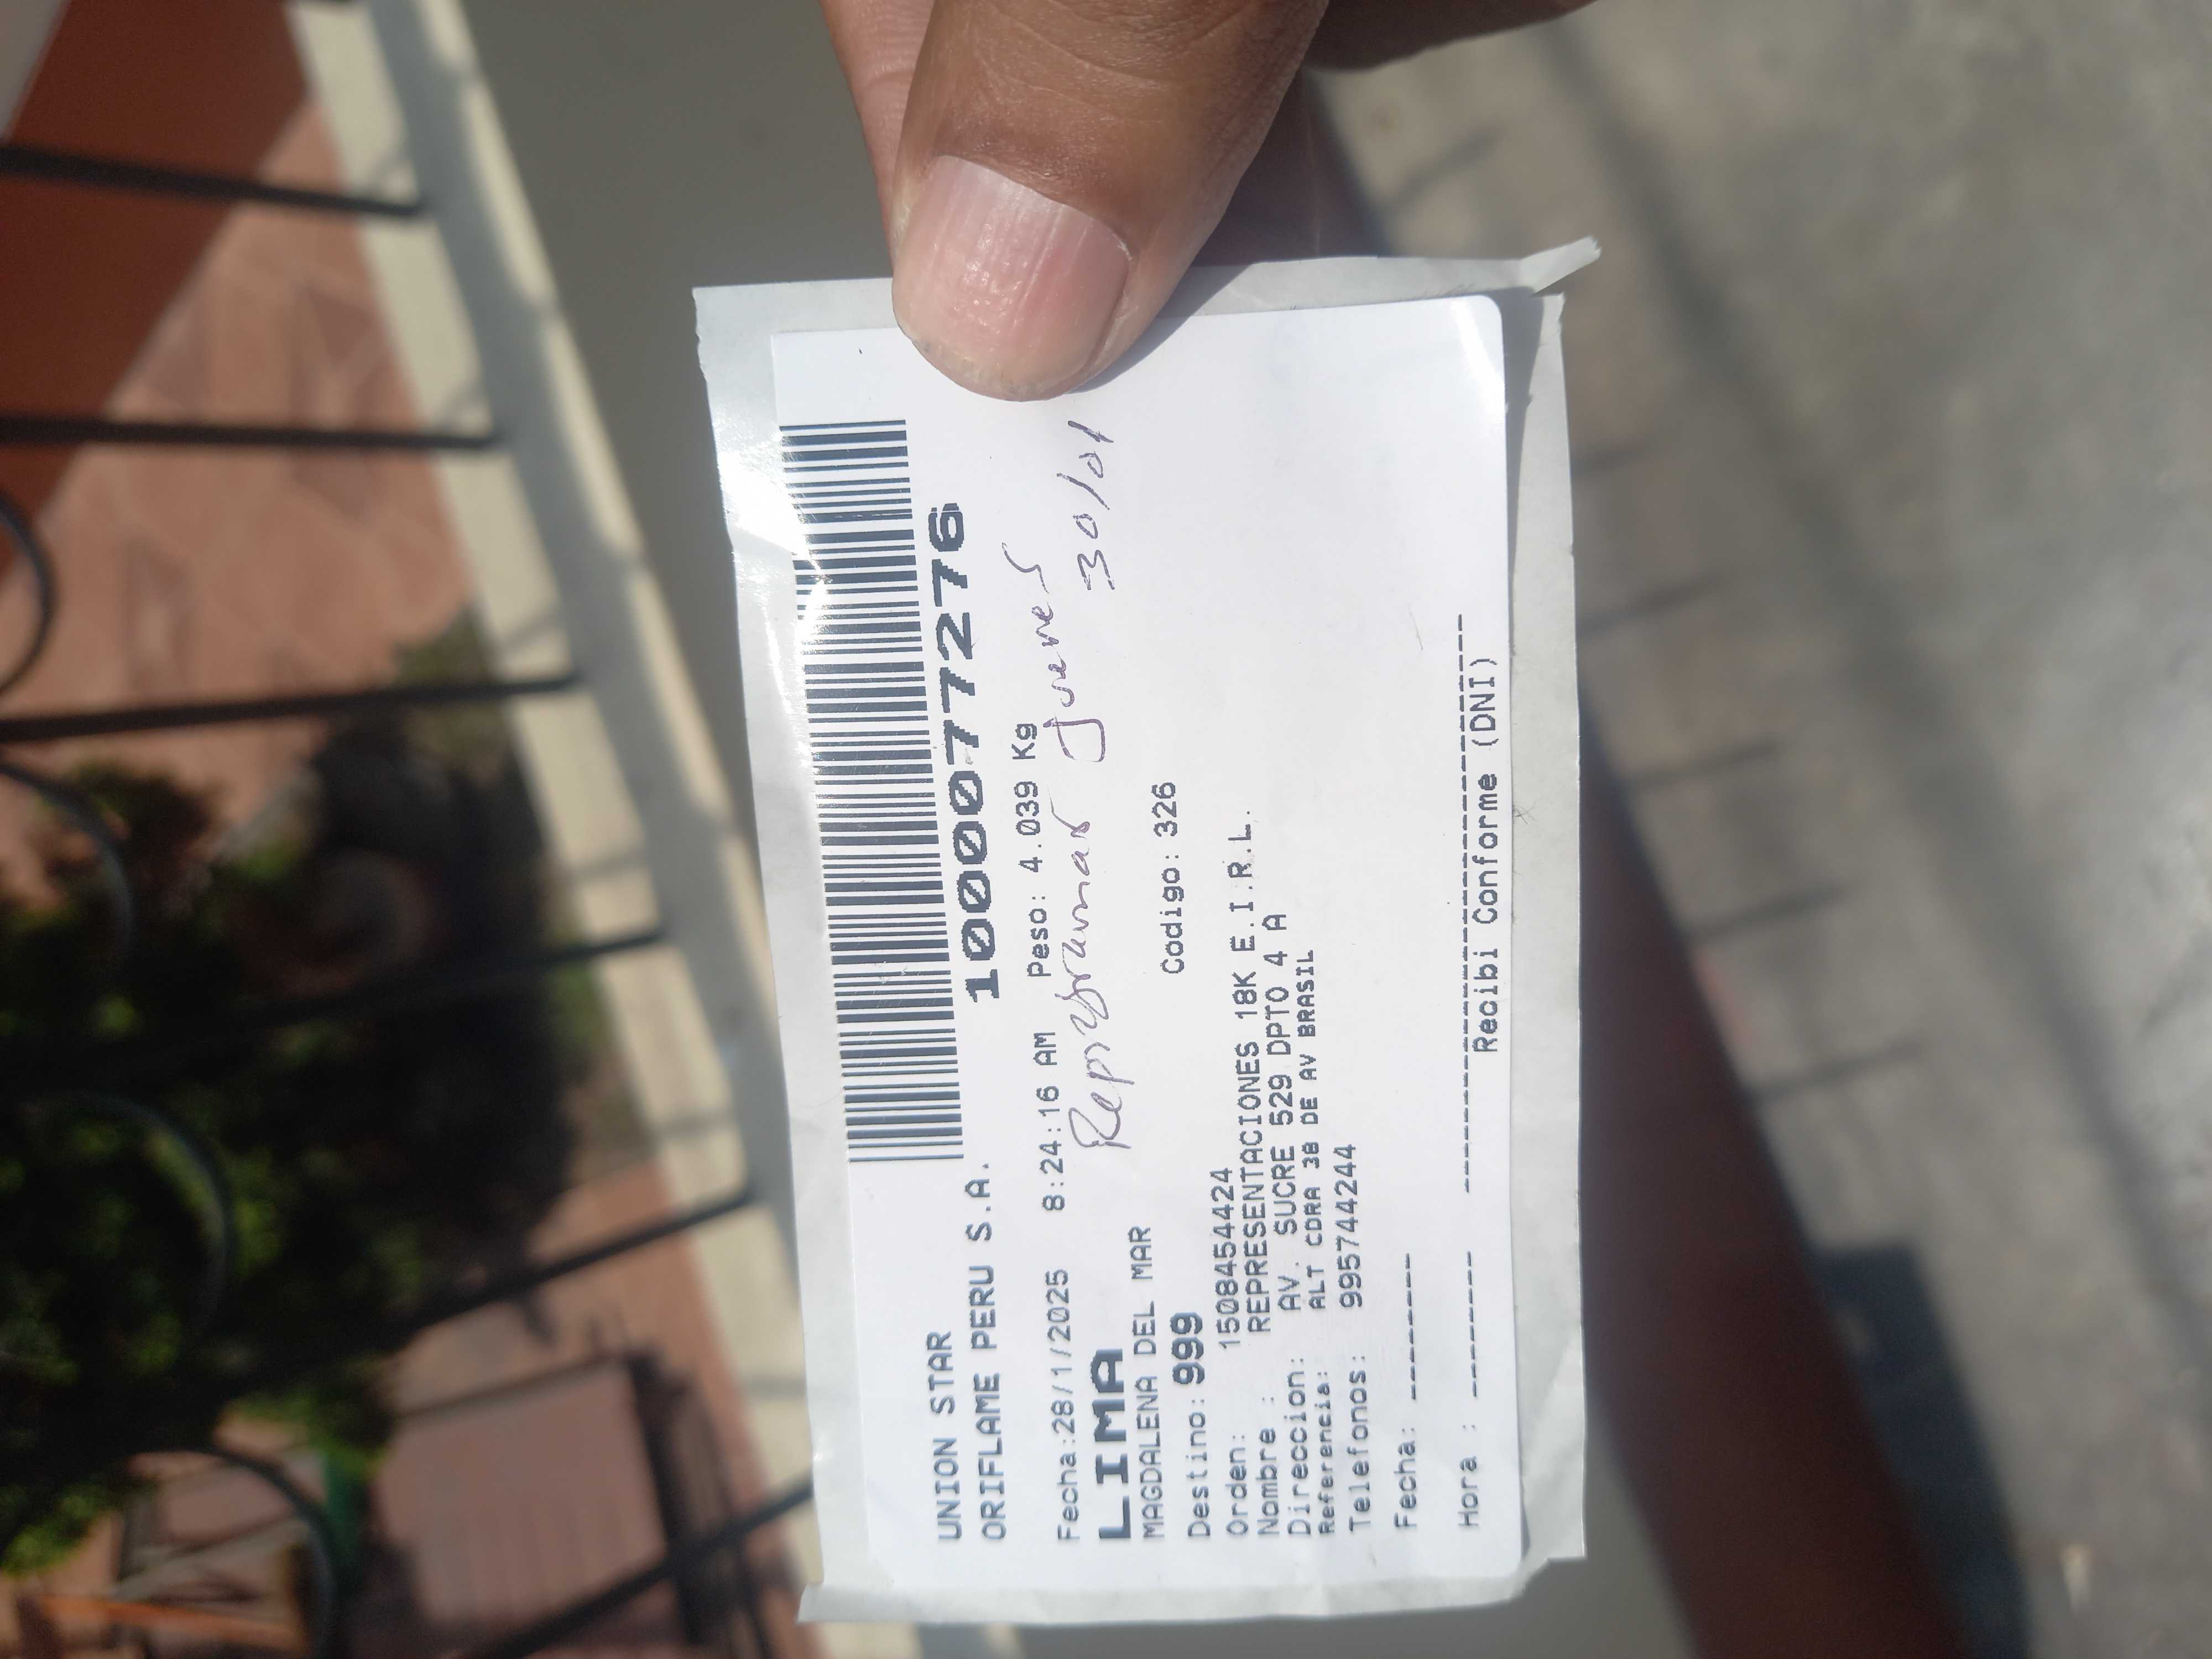 UNION STAR
ORIFLAME PERU S.A.
10007 7276
Fecha:28/1/2025 8:24:16 AM Peso: 4.039 Kg
LIMA
Reprogramar Jueves
30/01
MAGDALENA DEL MAR
Destino: 999 Codigo: 326
Orden: 1508454424
Nombre : REPRESENTACIONES 18K E.I.R.L.
Direccion: AV. SUCRE 529 DPTO 4 A
Referencia: ALT CDRA 38 DE AV BRASIL
Telefonos: 995744244
Fecha: -------
Hora : ------- ------------------------------
Recibi Conforme (DNI)